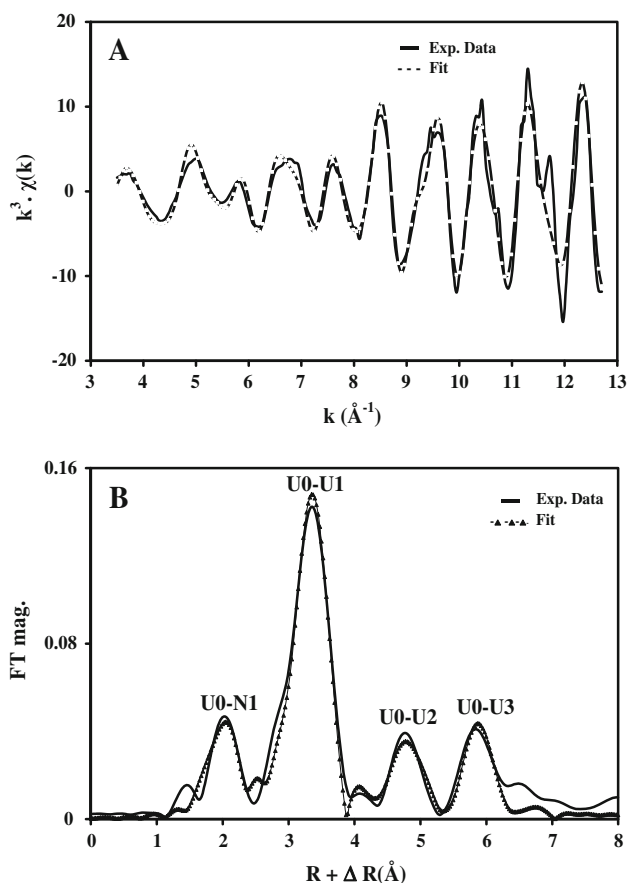 20
A
Exp. Data
Fit
10
k³. χ(k)
0
-10
-20
3 4 5 6 7 8 9 10 11 12 13
k (Å⁻¹)
0.16
B
U0-U1
Exp. Data
Fit
FT mag.
0.08
U0-N1
U0-U2
U0-U3
0
0 1 2 3 4 5 6 7 8
R + Δ R(Å)